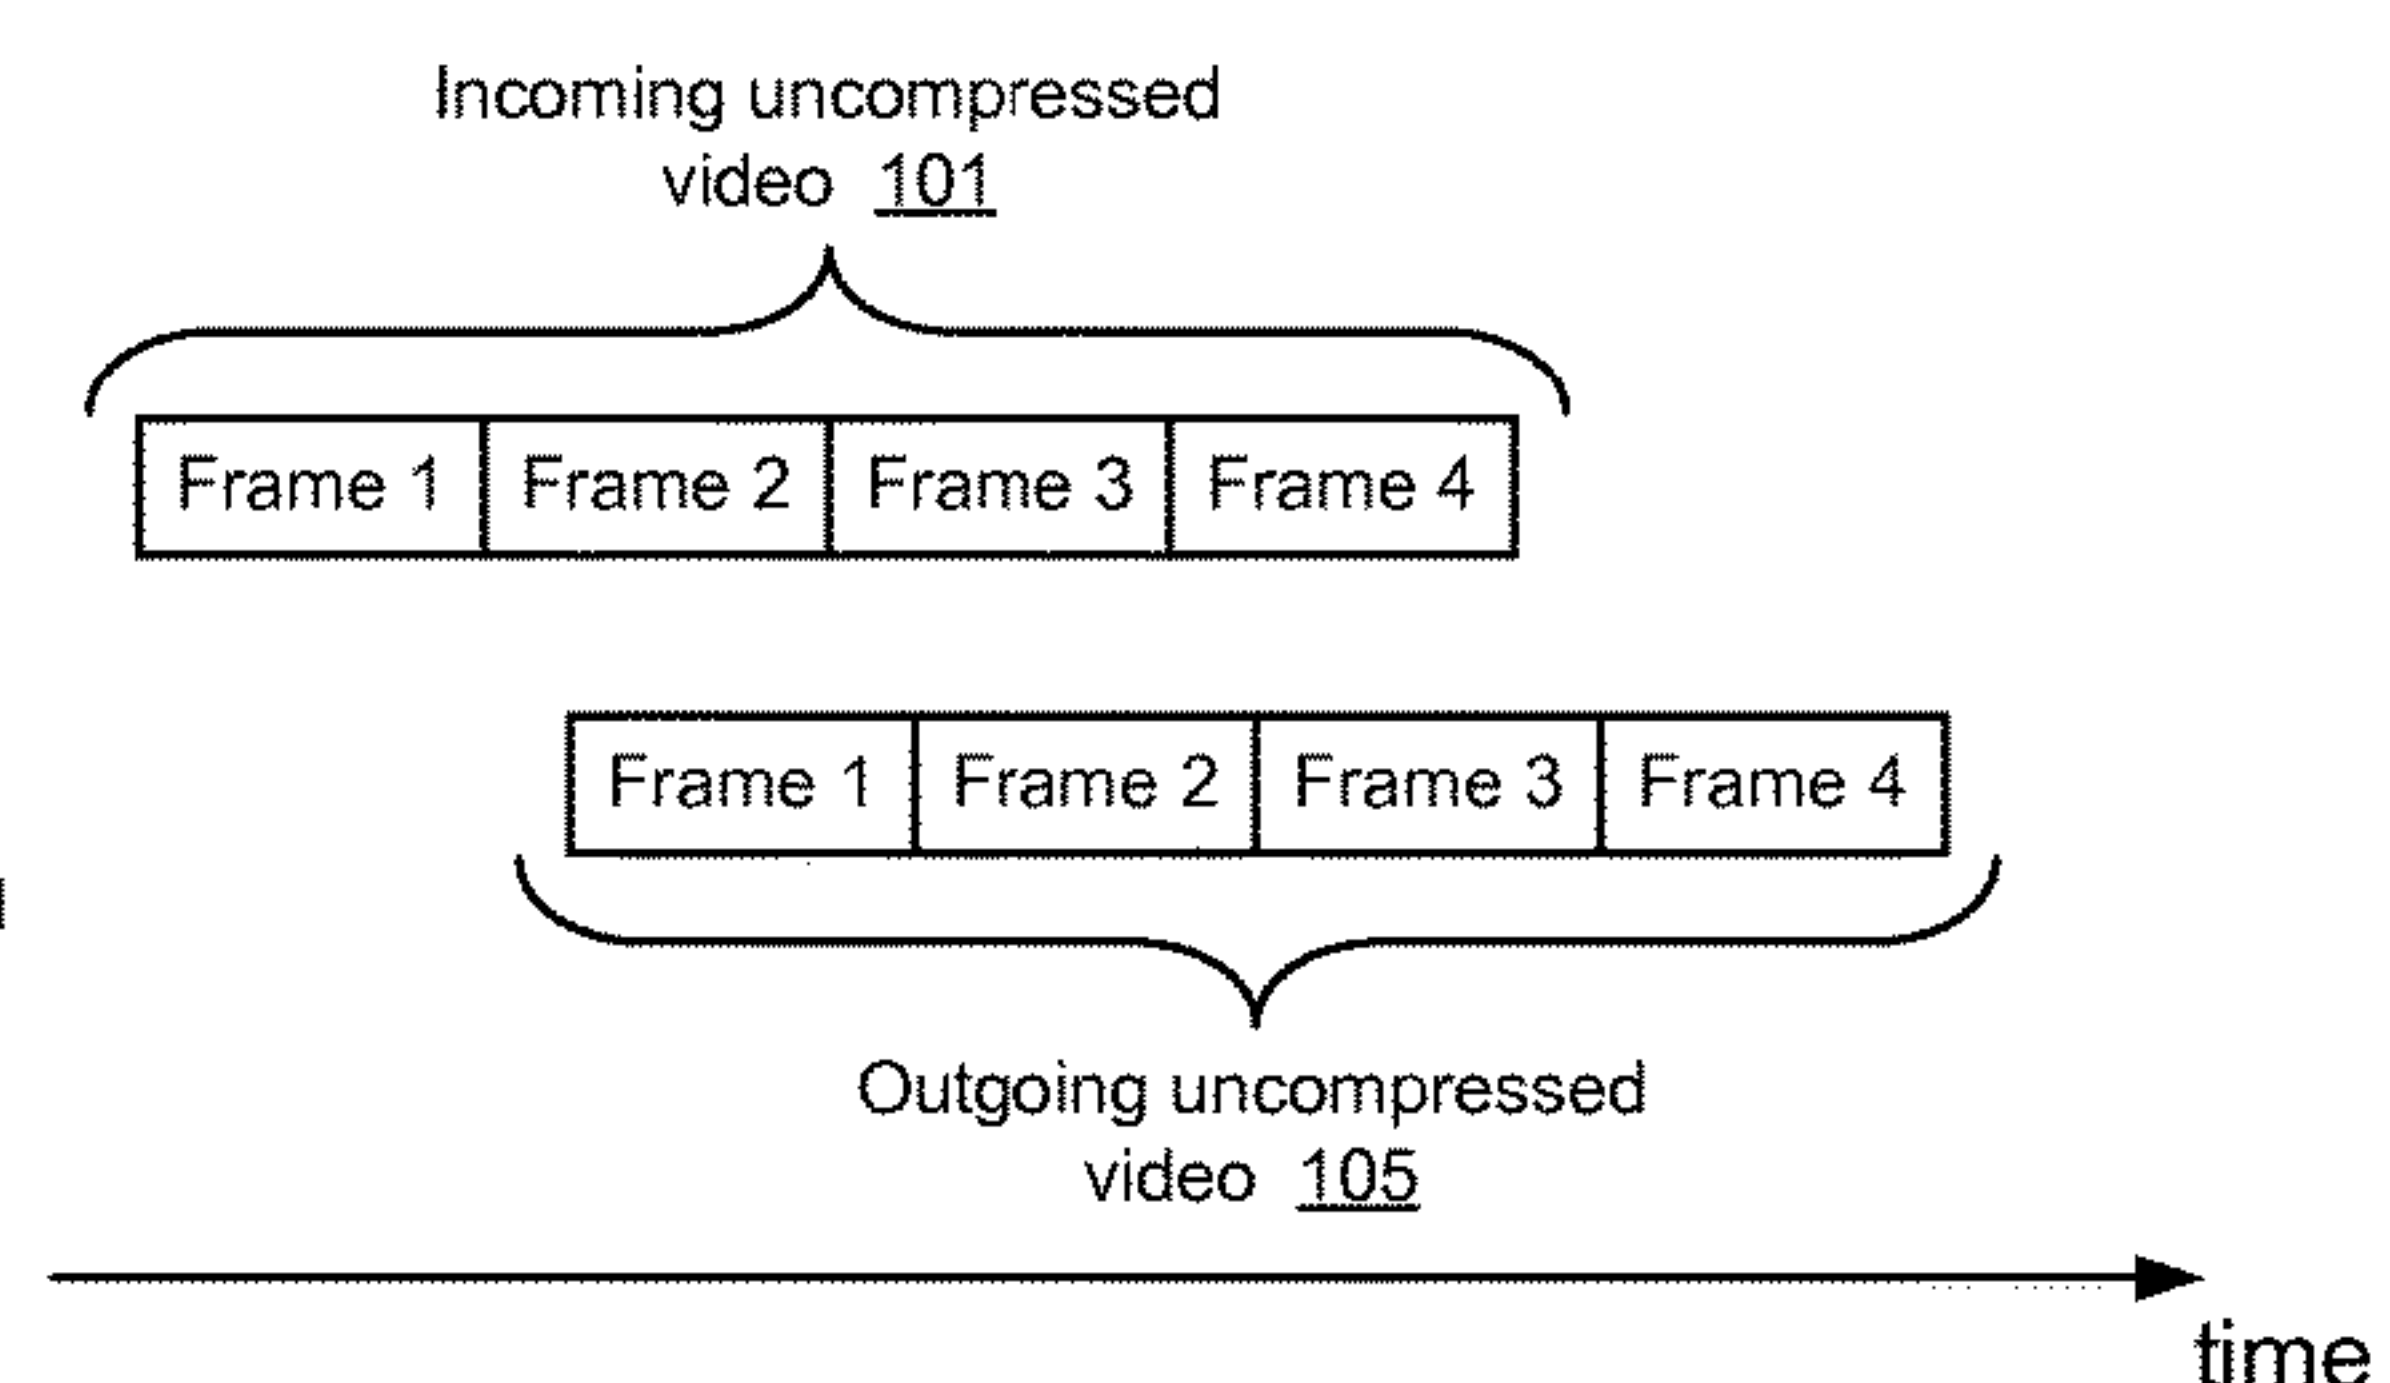 Incoming uncompressed
video 101
Frame 1 Frame 2 Frame 3 Frame 4
Frame 1 Frame 2 Frame 3 Frame 4
Outgoing uncompressed
video 105
time